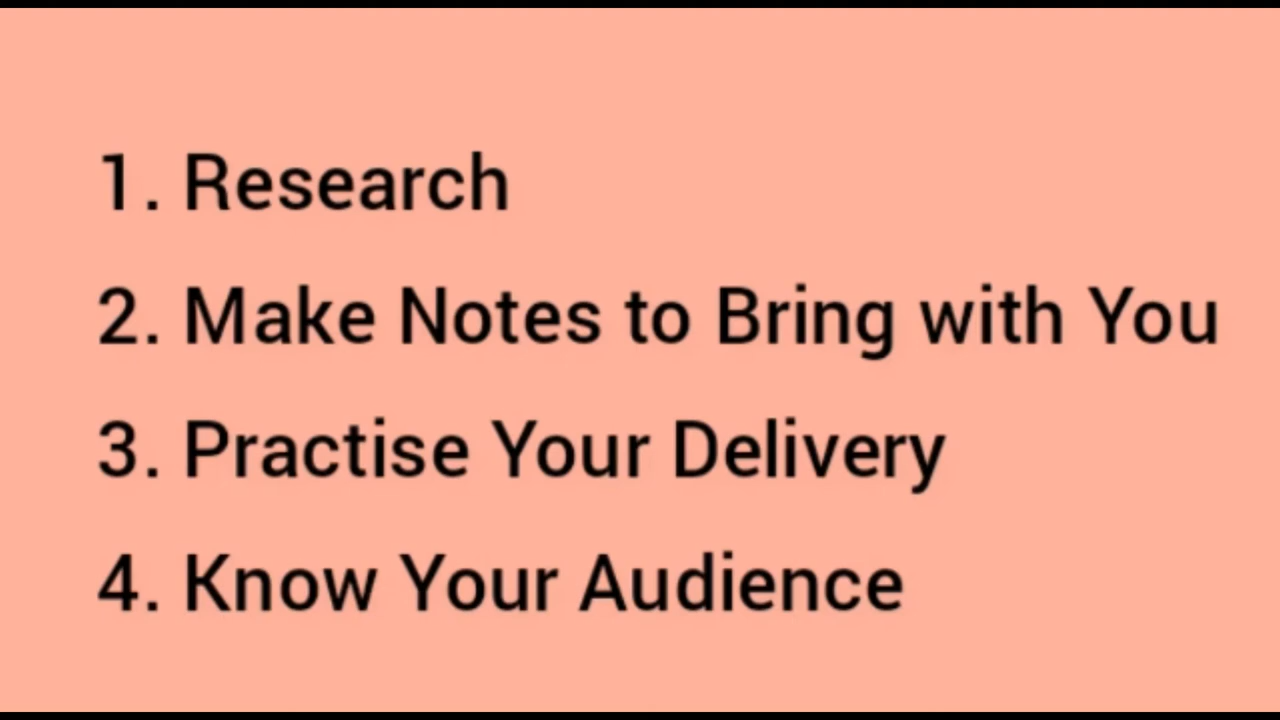 1. Research
2. Make Notes to Bring with You
3. Practise Your Delivery
4. Know Your Audience